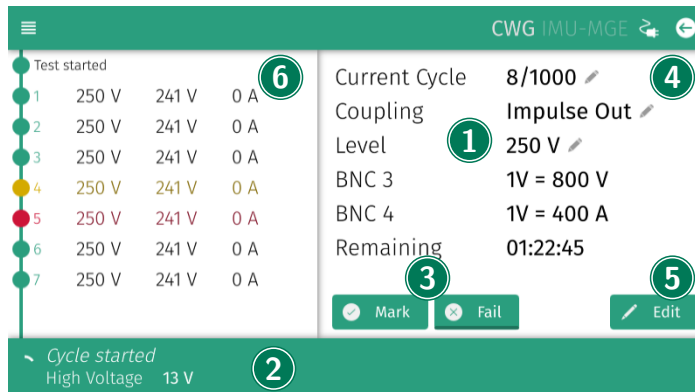 CWG IMU-MGE
Test started
6
1 250 V 241 V 0 A
2 250 V 241 V 0 A
3 250 V 241 V 0 A
4 250 V 241 V 0 A
5 250 V 241 V 0 A
6 250 V 241 V 0 A
7 250 V 241 V 0 A
Current Cycle 8/1000
4
Coupling Impulse Out
Level 250 V
1
BNC 3 1V = 800 V
BNC 4 1V = 400 A
Remaining 01:22:45
3
5
Mark Fail Edit
Cycle started
High Voltage 13 V
2